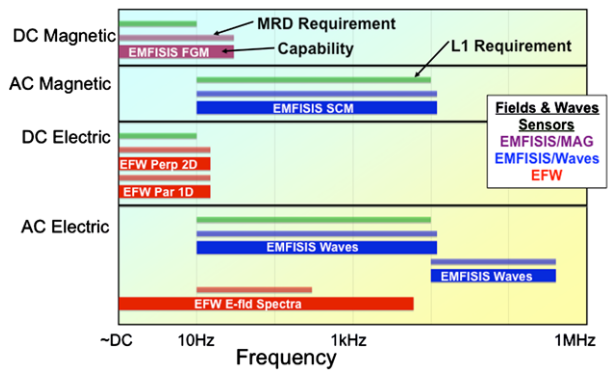 DC Magnetic
MRD Requirement
EMFISIS FGM
Capability
L1 Requirement
AC Magnetic
EMFISIS SCM
Fields & Waves
Sensors
EMFISIS/MAG
EMFISIS/Waves
EFW
DC Electric
EFW Perp 2D
EFW Par 1D
AC Electric
EMFISIS Waves
EMFISIS Waves
EFW E-fld Spectra
~DC 10Hz 1kHz 1MHz
Frequency